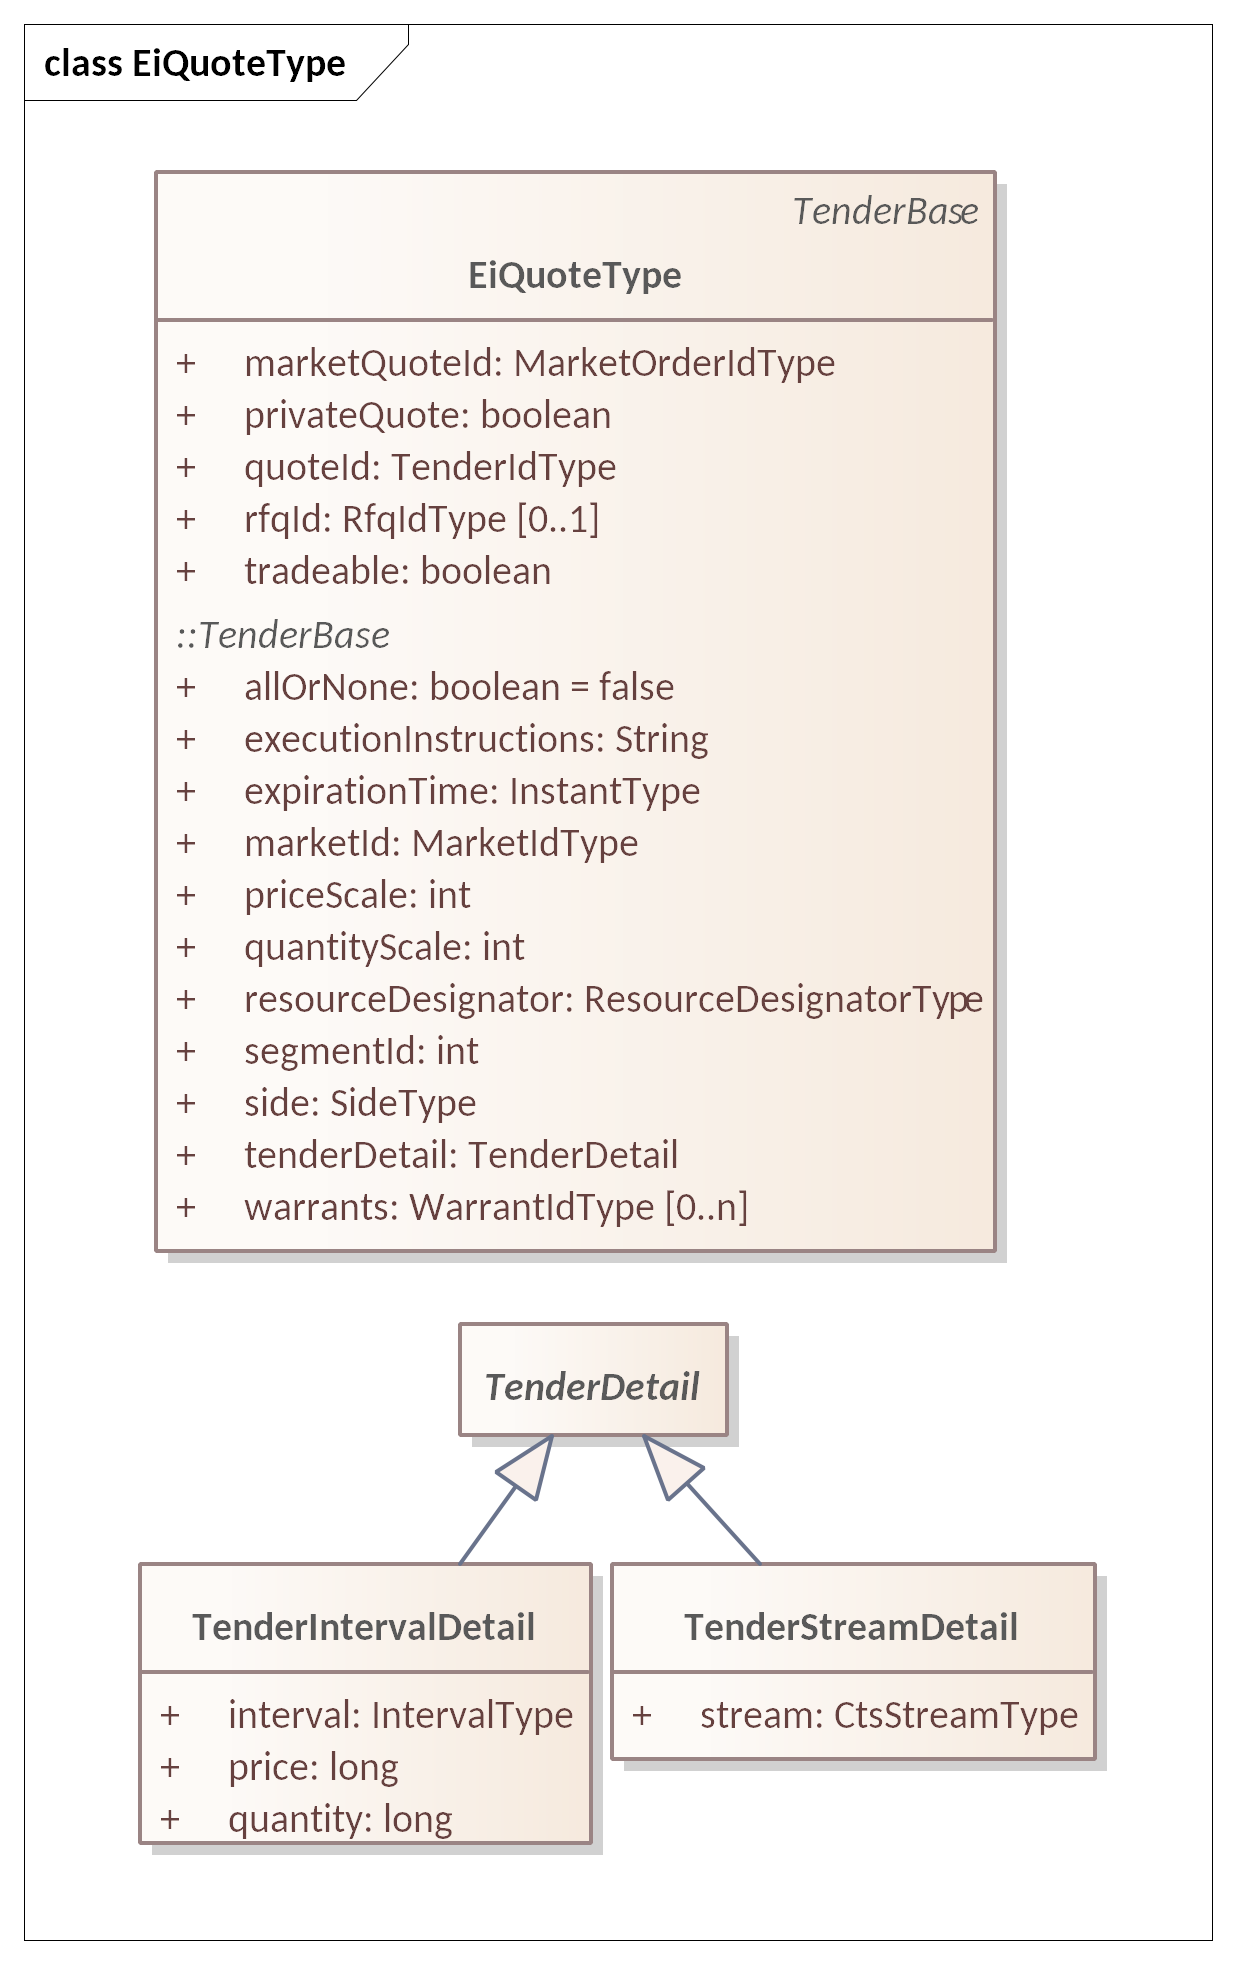 class EiQuoteType
TenderBase
EiQuoteType
+ marketQuoteId: MarketOrderIdType
+ privateQuote: boolean
+ quoteId: TenderIdType
+ rfqId: RfqIdType [0..1]
+ tradeable: boolean
::TenderBase
+ allOrNone: boolean = false
+ executionInstructions: String
+ expirationTime: InstantType
+ marketId: MarketIdType
+ priceScale: int
+ quantityScale: int
+ resourceDesignator: ResourceDesignatorType
+ segmentId: int
+ side: SideType
+ tenderDetail: TenderDetail
+ warrants: WarrantIdType [0..n]
TenderDetail
TenderIntervalDetail
+ interval: IntervalType
+ price: long
+ quantity: long
TenderStreamDetail
+ stream: CtsStreamType